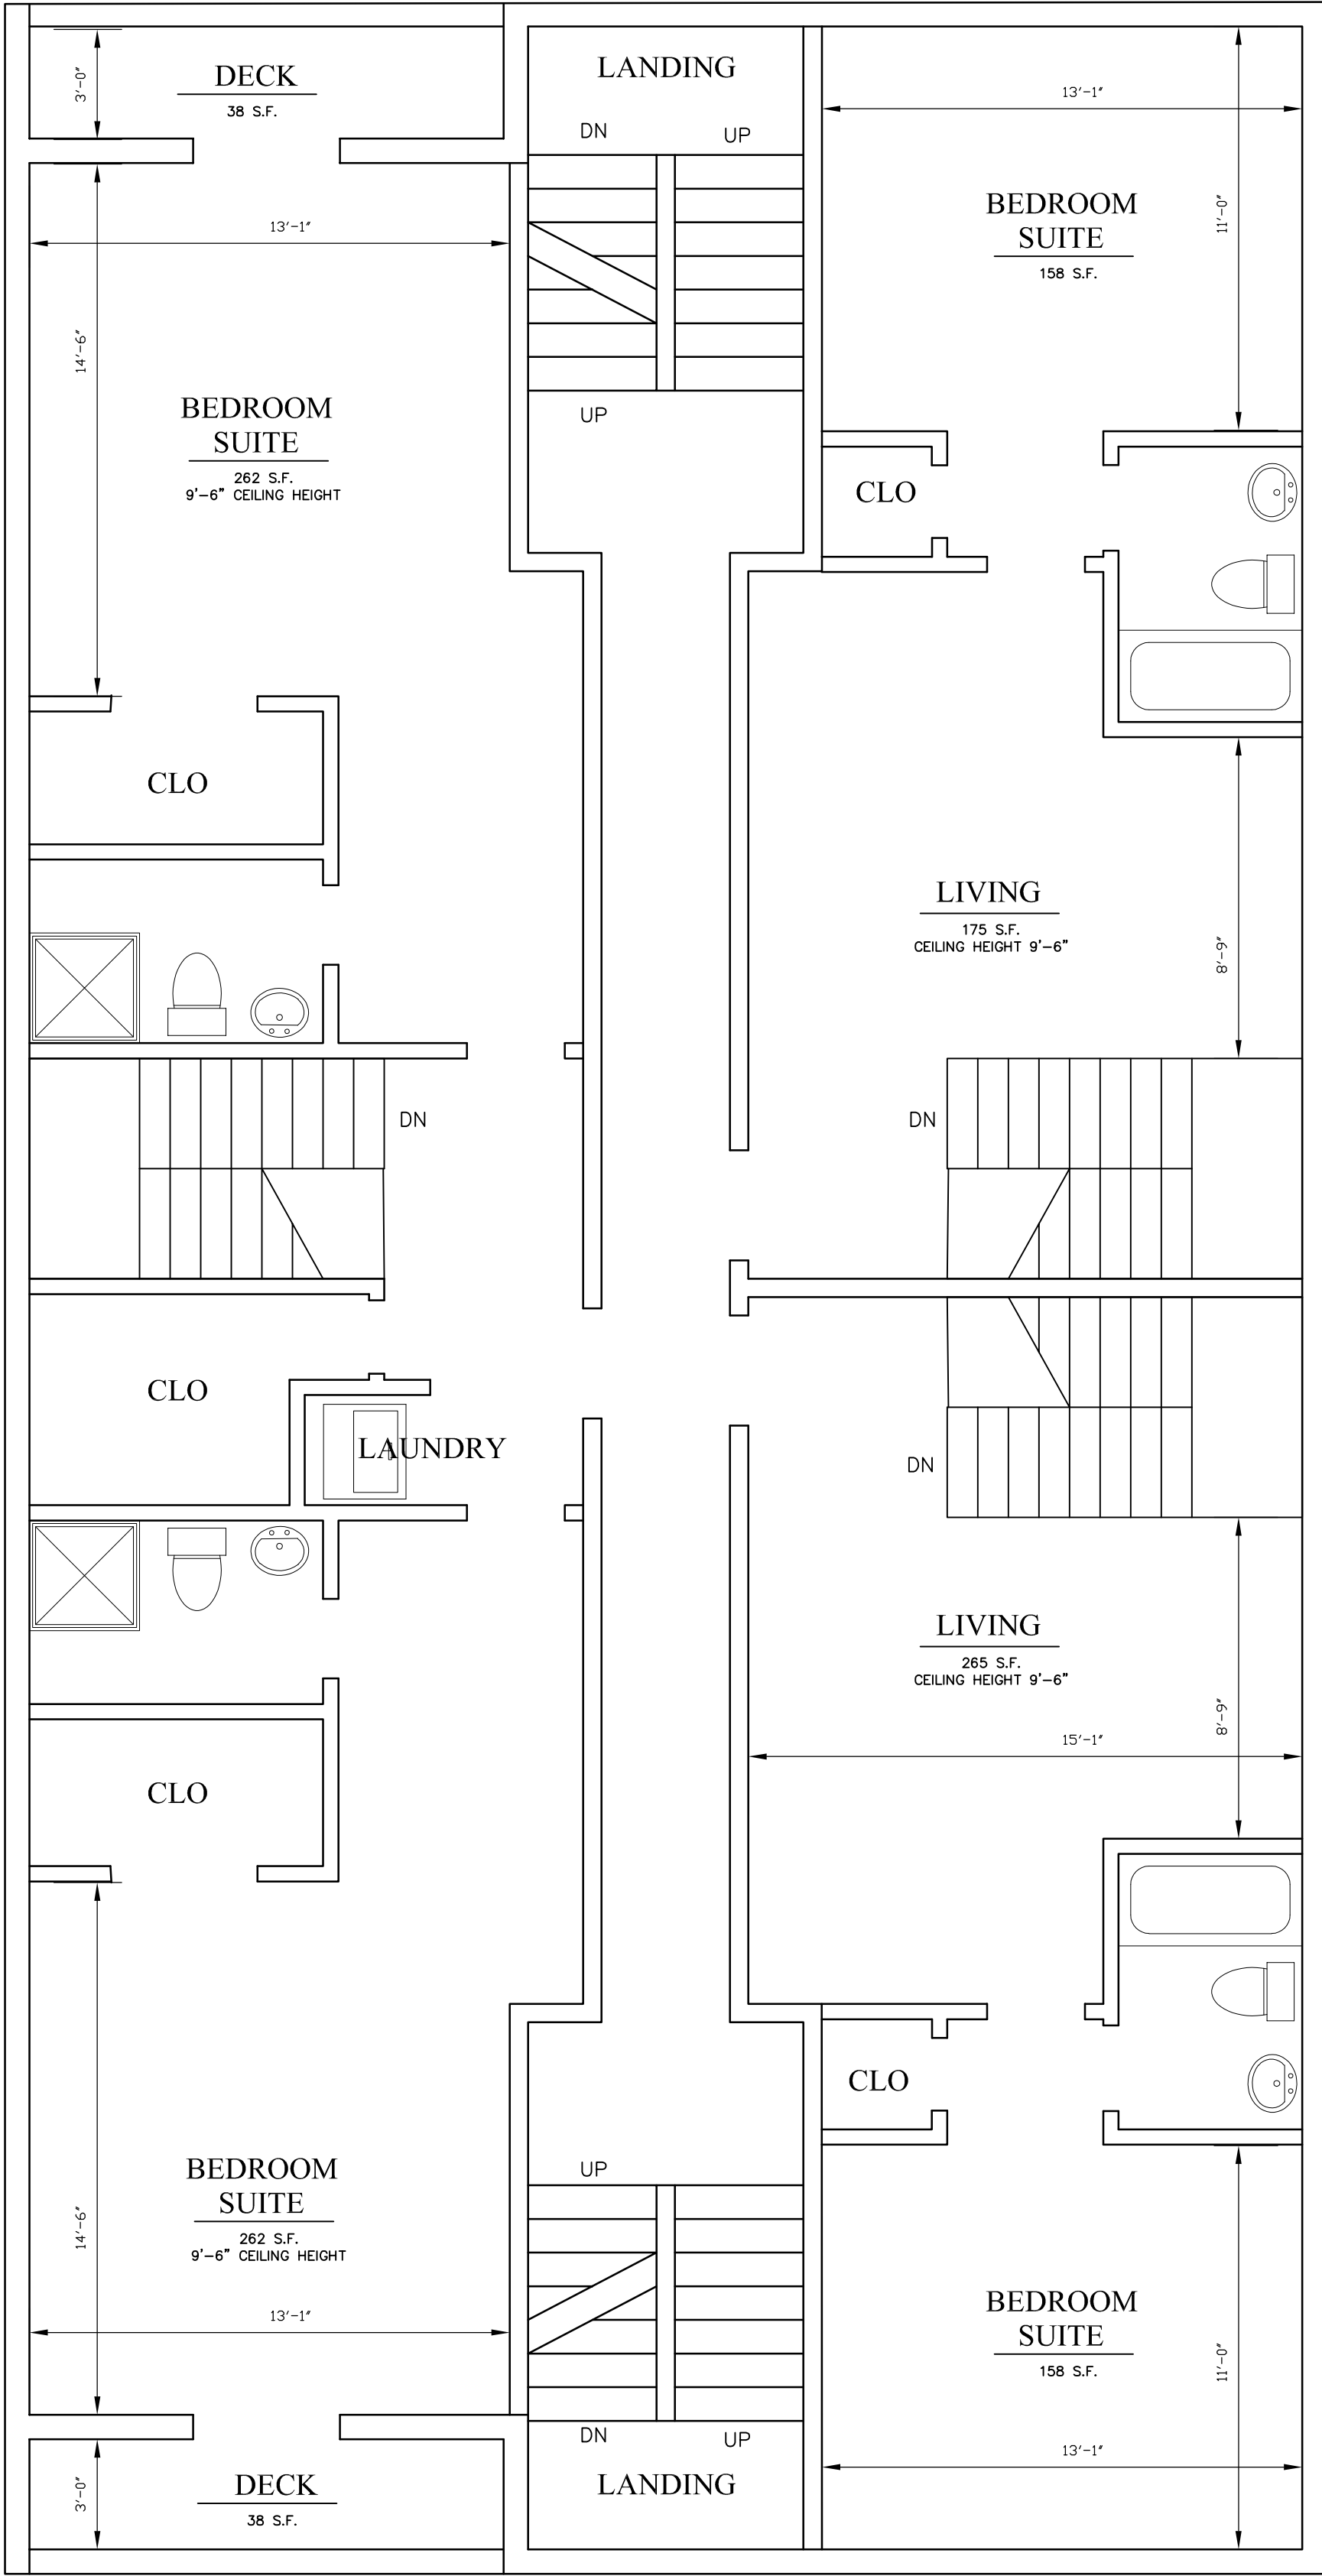 DECK
38 S.F.
3'-0"
LANDING
DN
UP
13'-1"
BEDROOM
SUITE
158 S.F.
11'-0"
13'-1"
14'-6"
BEDROOM
SUITE
262 S.F.
9'-6" CEILING HEIGHT
UP
CLO
CLO
LIVING
175 S.F.
CEILING HEIGHT 9'-6"
8'-9"
DN
DN
CLO
LAUNDRY
DN
LIVING
265 S.F.
CEILING HEIGHT 9'-6"
8'-9"
15'-1"
CLO
CLO
BEDROOM
SUITE
262 S.F.
9'-6" CEILING HEIGHT
14'-6"
13'-1"
UP
BEDROOM
SUITE
158 S.F.
11'-0"
13'-1"
DN
UP
LANDING
DECK
38 S.F.
3'-0"